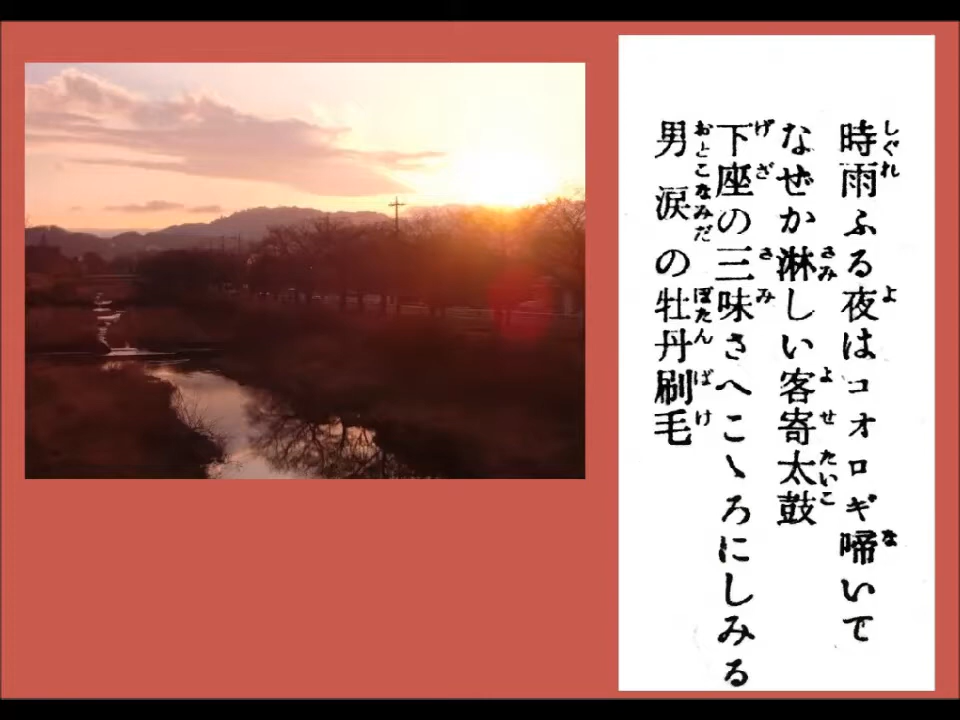 時雨ふる夜はコオロギ啼いて
なぜか淋しい客寄太鼓
下座の三味さへこゝろにしみる
男涙の牡丹刷毛